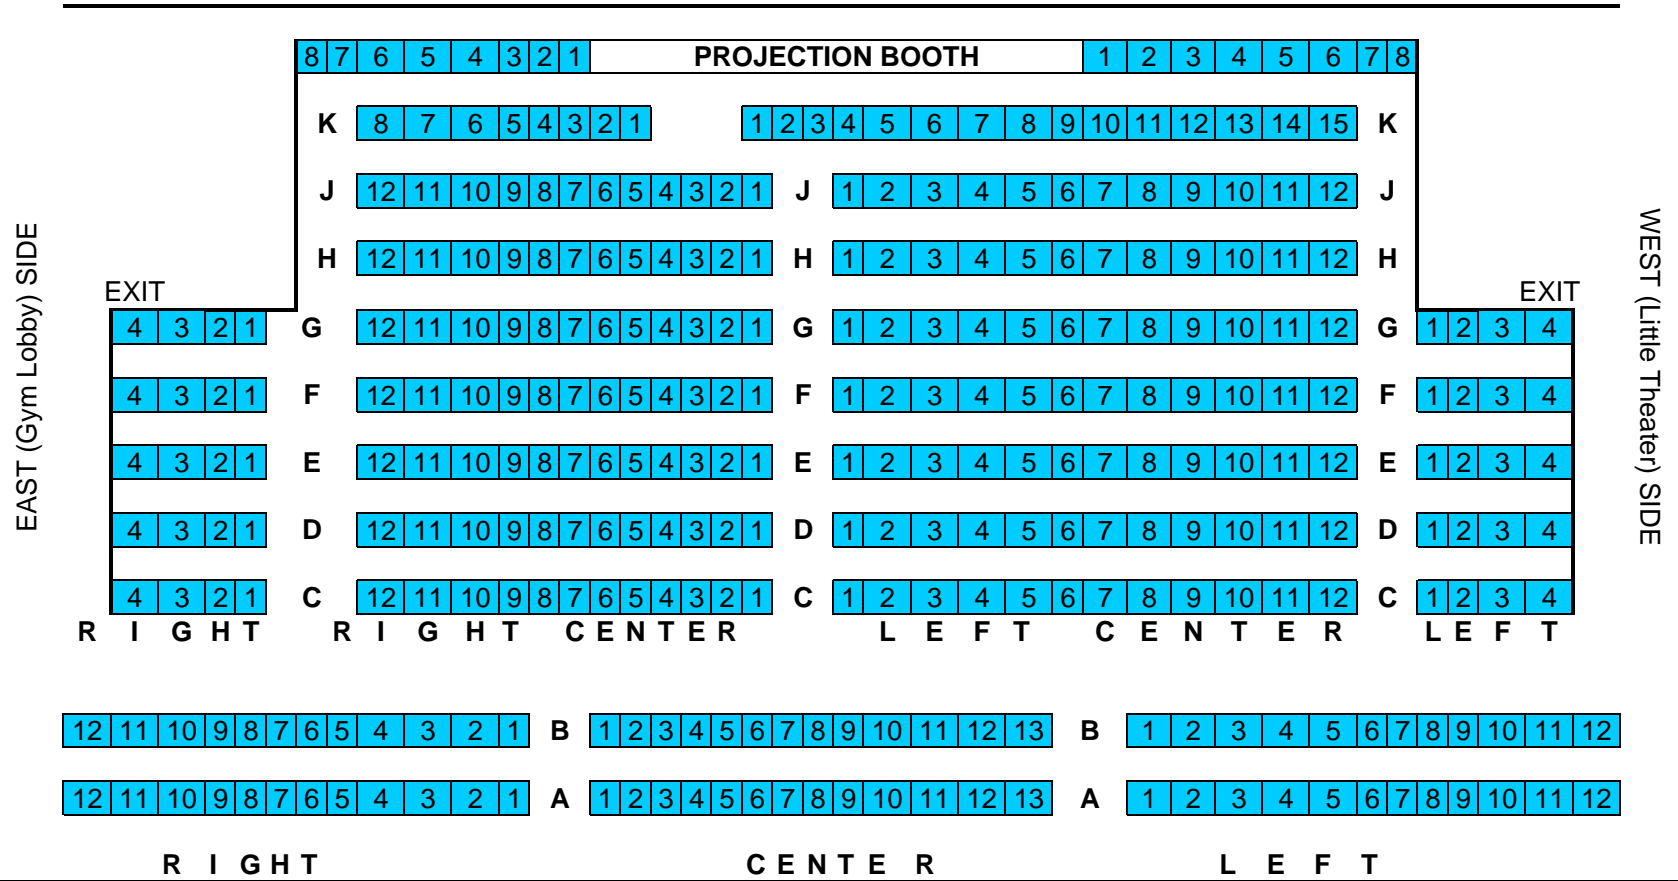 8 7 6 5 4 3 2 1 PROJECTION BOOTH 1 2 3 4 5 6 7 8
K 8 7 6 5 4 3 2 1 1 2 3 4 5 6 7 8 9 10 11 12 13 14 15 K
J 12 11 10 9 8 7 6 5 4 3 2 1 J 1 2 3 4 5 6 7 8 9 10 11 12 J
H 12 11 10 9 8 7 6 5 4 3 2 1 H 1 2 3 4 5 6 7 8 9 10 11 12 H
EXIT EXIT
4 3 2 1 G 12 11 10 9 8 7 6 5 4 3 2 1 G 1 2 3 4 5 6 7 8 9 10 11 12 G 1 2 3 4
4 3 2 1 F 12 11 10 9 8 7 6 5 4 3 2 1 F 1 2 3 4 5 6 7 8 9 10 11 12 F 1 2 3 4
4 3 2 1 E 12 11 10 9 8 7 6 5 4 3 2 1 E 1 2 3 4 5 6 7 8 9 10 11 12 E 1 2 3 4
4 3 2 1 D 12 11 10 9 8 7 6 5 4 3 2 1 D 1 2 3 4 5 6 7 8 9 10 11 12 D 1 2 3 4
4 3 2 1 C 12 11 10 9 8 7 6 5 4 3 2 1 C 1 2 3 4 5 6 7 8 9 10 11 12 C 1 2 3 4
RIGHT RIGHT CENTER LEFT CENTER LEFT
12 11 10 9 8 7 6 5 4 3 2 1 B 1 2 3 4 5 6 7 8 9 10 11 12 13 B 1 2 3 4 5 6 7 8 9 10 11 12
12 11 10 9 8 7 6 5 4 3 2 1 A 1 2 3 4 5 6 7 8 9 10 11 12 13 A 1 2 3 4 5 6 7 8 9 10 11 12
RIGHT CENTER LEFT
EAST (Gym Lobby) SIDE
WEST (Little Theater) SIDE